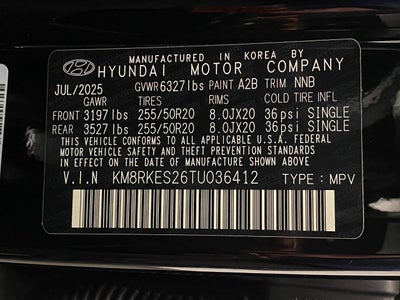 MANUFACTURED IN KOREA BY
HYUNDAI MOTOR COMPANY
JUL/2025 GVWR 6327lbs PAINT A2B TRIM NNB
GAWR TIRES RIMS COLD TIRE INFL
FRONT 3197lbs 255/50R20 8.0JX20 36psi SINGLE
REAR 3527lbs 255/50R20 8.0JX20 36psi SINGLE
THIS VEHICLE CONFORMS TO ALL APPLICABLE U.S.A. FEDERAL
MOTOR VEHICLE SAFETY AND THEFT PREVENTION STANDARDS
IN EFFECT ON THE DATE OF MANUFACTURE SHOWN ABOVE.
V.I.N KM8RKES26TU036412 TYPE: MPV